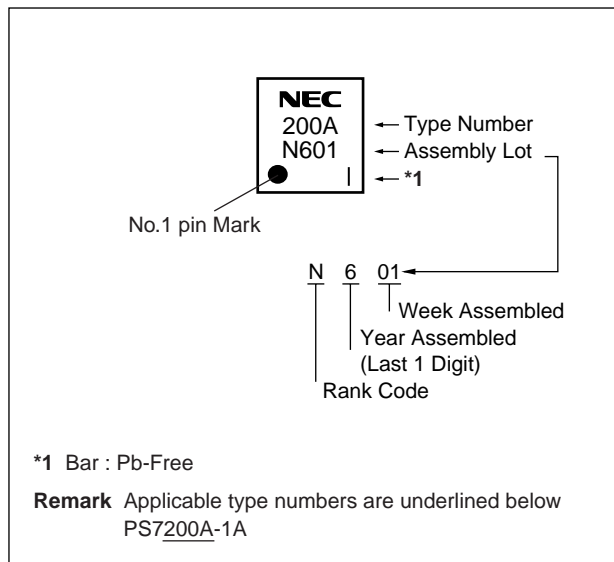 NEC
200A
N601
|
Type Number
Assembly Lot
*1
No.1 pin Mark
N 6 01
Week Assembled
Year Assembled
(Last 1 Digit)
Rank Code
*1 Bar : Pb-Free
Remark Applicable type numbers are underlined below
PS7200A-1A